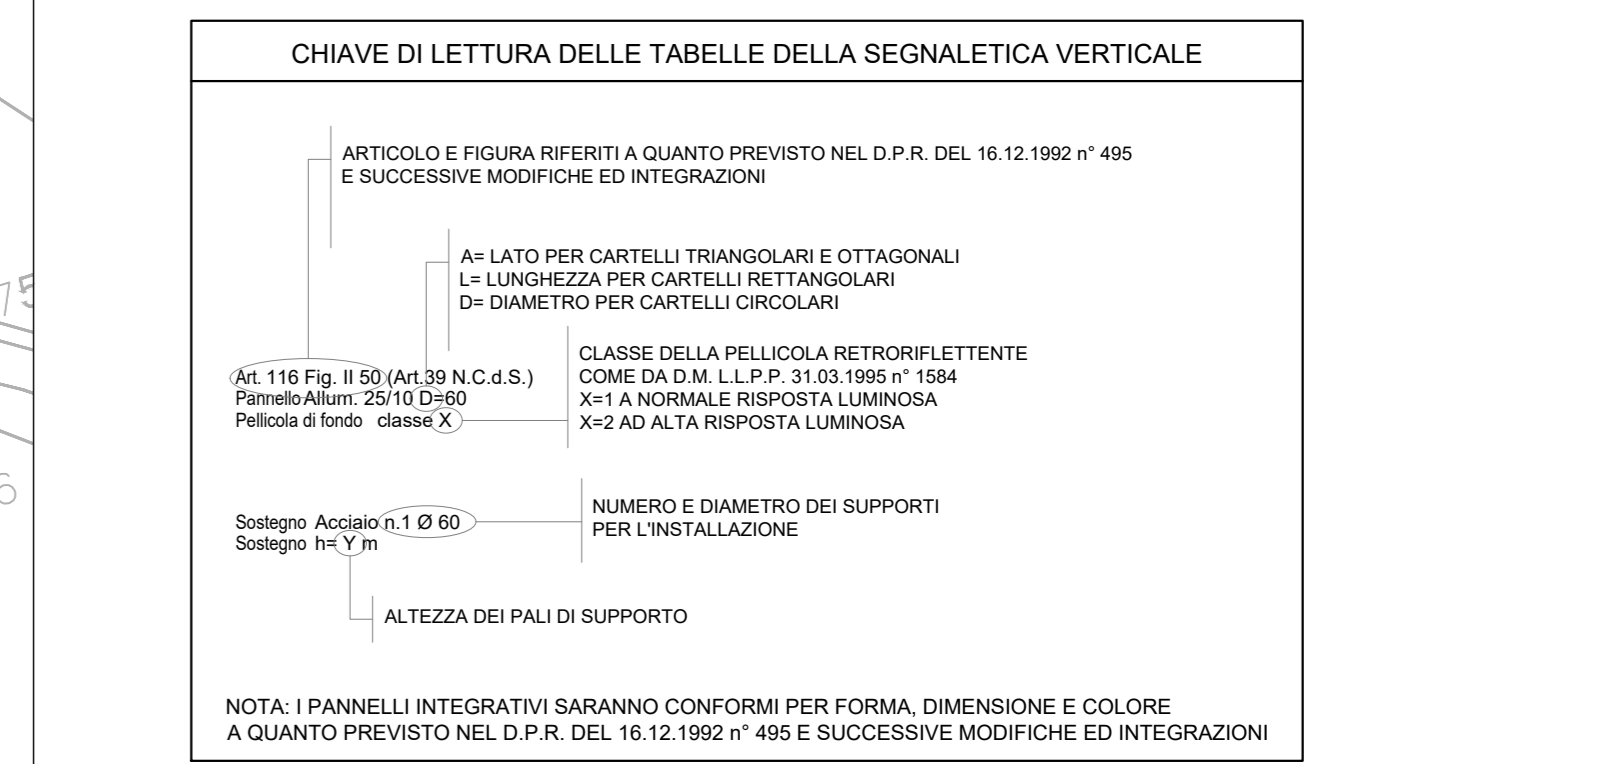 CHIAVE DI LETTURA DELLE TABELLE DELLA SEGNALETICA VERTICALE
ARTICOLO E FIGURA RIFERITI A QUANTO PREVISTO NEL D.P.R. DEL 16.12.1992 n° 495
E SUCCESSIVE MODIFICHE ED INTEGRAZIONI
A= LATO PER CARTELLI TRIANGOLARI E OTTAGONALI
L= LUNGHEZZA PER CARTELLI RETTANGOLARI
D= DIAMETRO PER CARTELLI CIRCOLARI
CLASSE DELLA PELLICOLA RETRORIFLETTENTE
COME DA D.M. L.L.P.P. 31.03.1995 n° 1584
X=1 A NORMALE RISPOSTA LUMINOSA
X=2 AD ALTA RISPOSTA LUMINOSA
Art. 116 Fig. II 50 (Art.39 N.C.d.S.)
Pannello Allum. 25/10 D=60
Pellicola di fondo classe X
NUMERO E DIAMETRO DEI SUPPORTI
PER L'INSTALLAZIONE
Sostegno Acciaio n.1 Ø 60
Sostegno h= Y m
ALTEZZA DEI PALI DI SUPPORTO
NOTA: I PANNELLI INTEGRATIVI SARANNO CONFORMI PER FORMA, DIMENSIONE E COLORE
A QUANTO PREVISTO NEL D.P.R. DEL 16.12.1992 n° 495 E SUCCESSIVE MODIFICHE ED INTEGRAZIONI